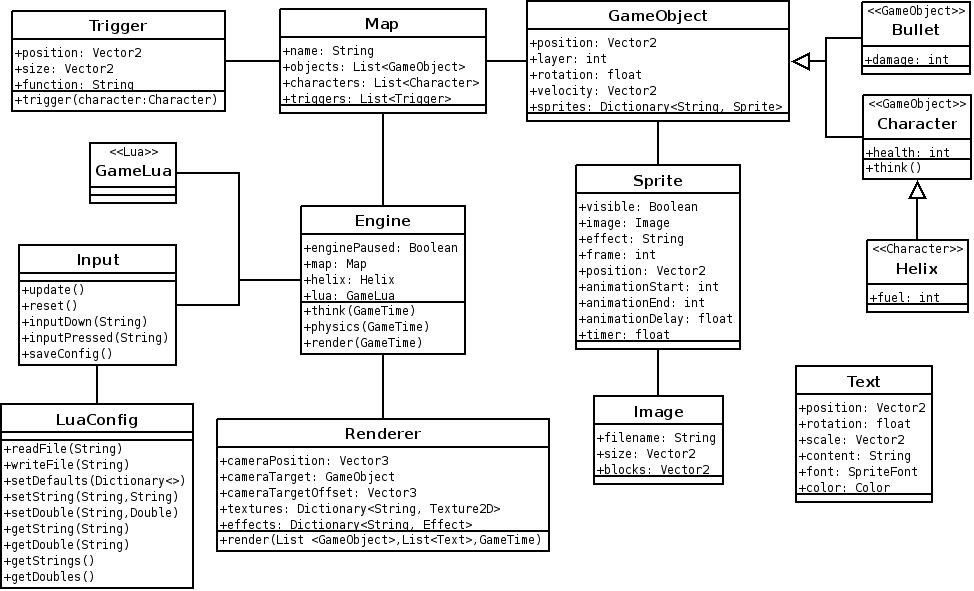 Trigger
+position: Vector2
+size: Vector2
+function: String
+trigger(character:Character)
Map
+name: String
+objects: List<GameObject>
+characters: List<Character>
+triggers: List<Trigger>
GameObject
+position: Vector2
+layer: int
+rotation: float
+velocity: Vector2
+sprites: Dictionary<String, Sprite>
<<GameObject>>
Bullet
+damage: int
<<GameObject>>
Character
+health: int
+think()
<<Lua>>
GameLua
Sprite
+visible: Boolean
+image: Image
+effect: String
+frame: int
+position: Vector2
+animationStart: int
+animationEnd: int
+animationDelay: float
+timer: float
Engine
+enginePaused: Boolean
+map: Map
+helix: Helix
+lua: GameLua
+think(GameTime)
+physics(GameTime)
+render(GameTime)
<<Character>>
Helix
+fuel: int
Input
+update()
+reset()
+inputDown(String)
+inputPressed(String)
+saveConfig()
Text
+position: Vector2
+rotation: float
+scale: Vector2
+content: String
+font: SpriteFont
+color: Color
Image
+filename: String
+size: Vector2
+blocks: Vector2
LuaConfig
+readFile(String)
+writeFile(String)
+setDefaults(Dictionary<>)
+setString(String,String)
+setDouble(String,Double)
+getString(String)
+getDouble(String)
+getStrings()
+getDoubles()
Renderer
+cameraPosition: Vector3
+cameraTarget: GameObject
+cameraTargetOffset: Vector3
+textures: Dictionary<String, Texture2D>
+effects: Dictionary<String, Effect>
+render(List <GameObject>,List<Text>,GameTime)